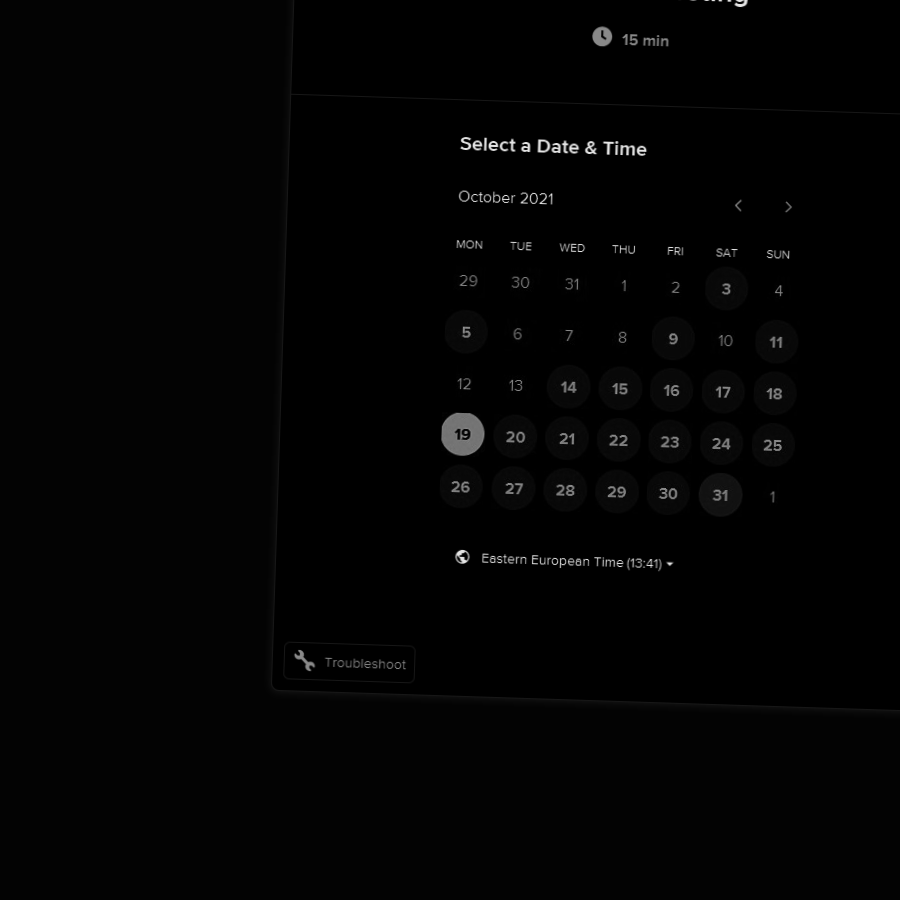 15 min
Select a Date & Time
October 2021
MON TUE WED THU FRI SAT SUN
29 30 31 1 2 3 4
5 6 7 8 9 10 11
12 13 14 15 16 17 18
19 20 21 22 23 24 25
26 27 28 29 30 31 1
Eastern European Time (13:41)
Troubleshoot